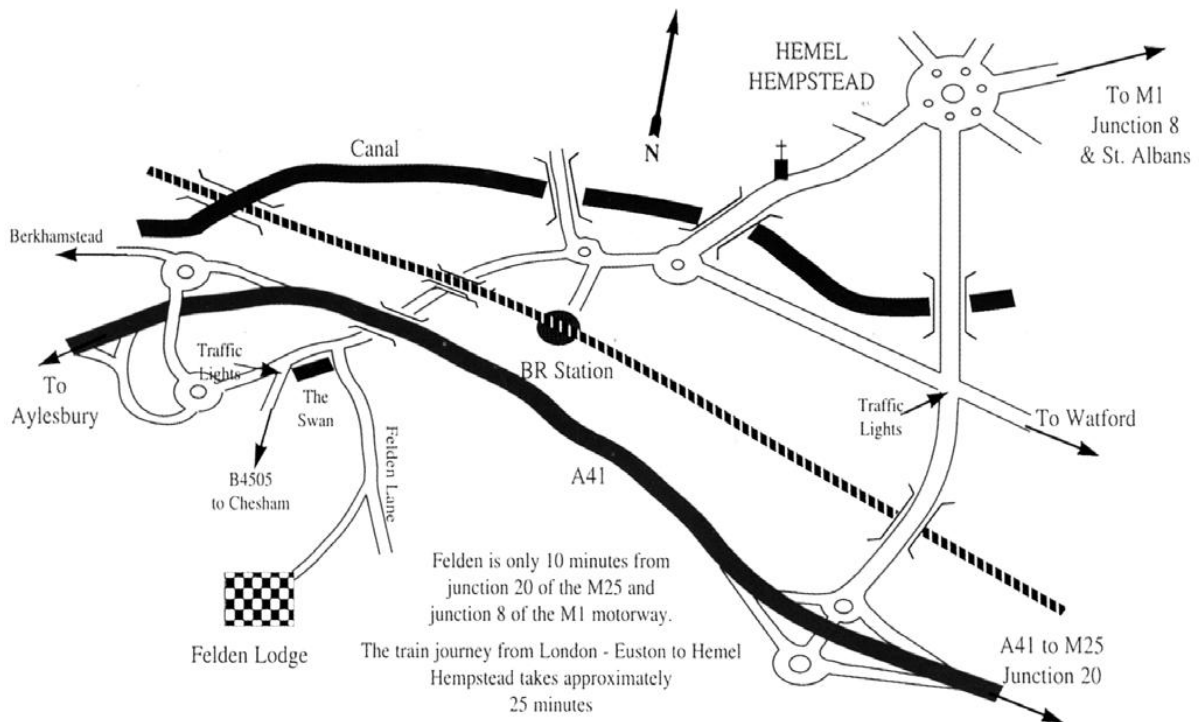 HEMEL
HEMPSTEAD
To M1
Junction 8
& St. Albans
Canal
N
Berkhamstead
BR Station
Traffic
Lights
The
Swan
To
Aylesbury
Traffic
Lights
To Watford
Felden Lane
A41
B4505
to Chesham
Felden is only 10 minutes from
junction 20 of the M25 and
junction 8 of the M1 motorway.
Felden Lodge
The train journey from London - Euston to Hemel
Hempstead takes approximately
25 minutes
A41 to M25
Junction 20